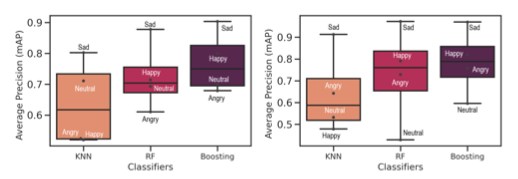 Average Precision (mAP)
0.9
0.8
0.7
0.6
Sad
Neutral
Angry
Happy
Sad
Happy
Neutral
Angry
Sad
Happy
Neutral
Angry
KNN
RF
Boosting
Classifiers
Average Precision (mAP)
0.9
0.8
0.7
0.6
0.5
Sad
Angry
Neutral
Happy
Sad
Happy
Angry
Neutral
Sad
Happy
Angry
Neutral
KNN
RF
Boosting
Classifiers